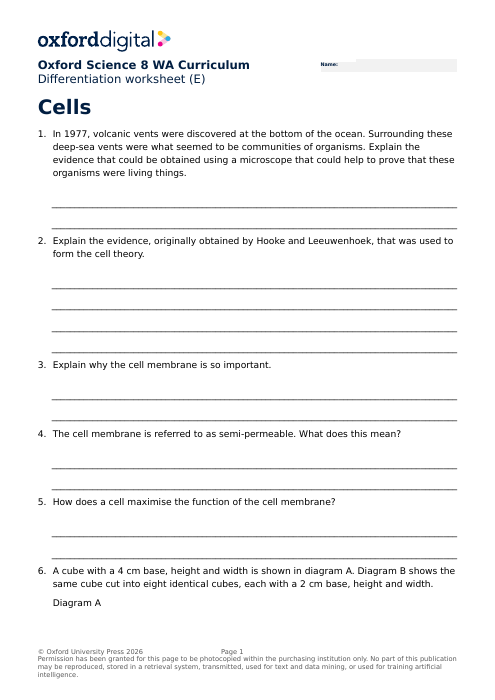 oxforddigital
Oxford Science 8 WA Curriculum
Name:
Differentiation worksheet (E)
Cells
1. In 1977, volcanic vents were discovered at the bottom of the ocean. Surrounding these
deep-sea vents were what seemed to be communities of organisms. Explain the
evidence that could be obtained using a microscope that could help to prove that these
organisms were living things.
2. Explain the evidence, originally obtained by Hooke and Leeuwenhoek, that was used to
form the cell theory.
3. Explain why the cell membrane is so important.
4. The cell membrane is referred to as semi-permeable. What does this mean?
5. How does a cell maximise the function of the cell membrane?
6. A cube with a 4 cm base, height and width is shown in diagram A. Diagram B shows the
same cube cut into eight identical cubes, each with a 2 cm base, height and width.
Diagram A
© Oxford University Press 2026 Page 1
Permission has been granted for this page to be photocopied within the purchasing institution only. No part of this publication
may be reproduced, stored in a retrieval system, transmitted, used for text and data mining, or used for training artificial
intelligence.